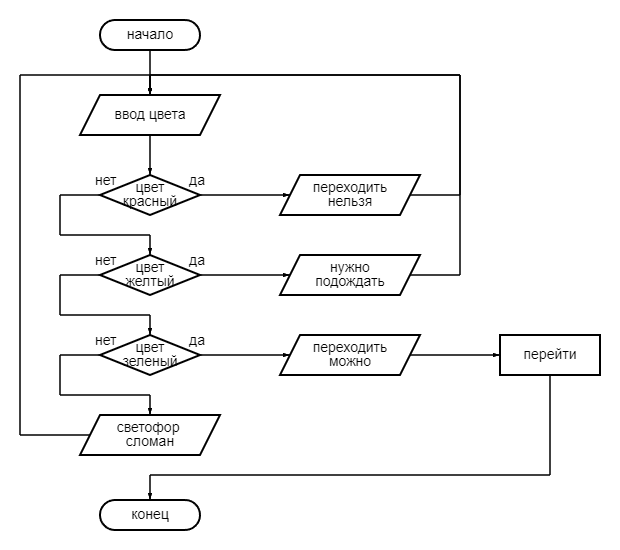 начало
ввод цвета
нет
цвет
красный
да
переходить
нельзя
нет
цвет
желтый
да
нужно
подождать
нет
цвет
зеленый
да
переходить
можно
перейти
светофор
сломан
конец